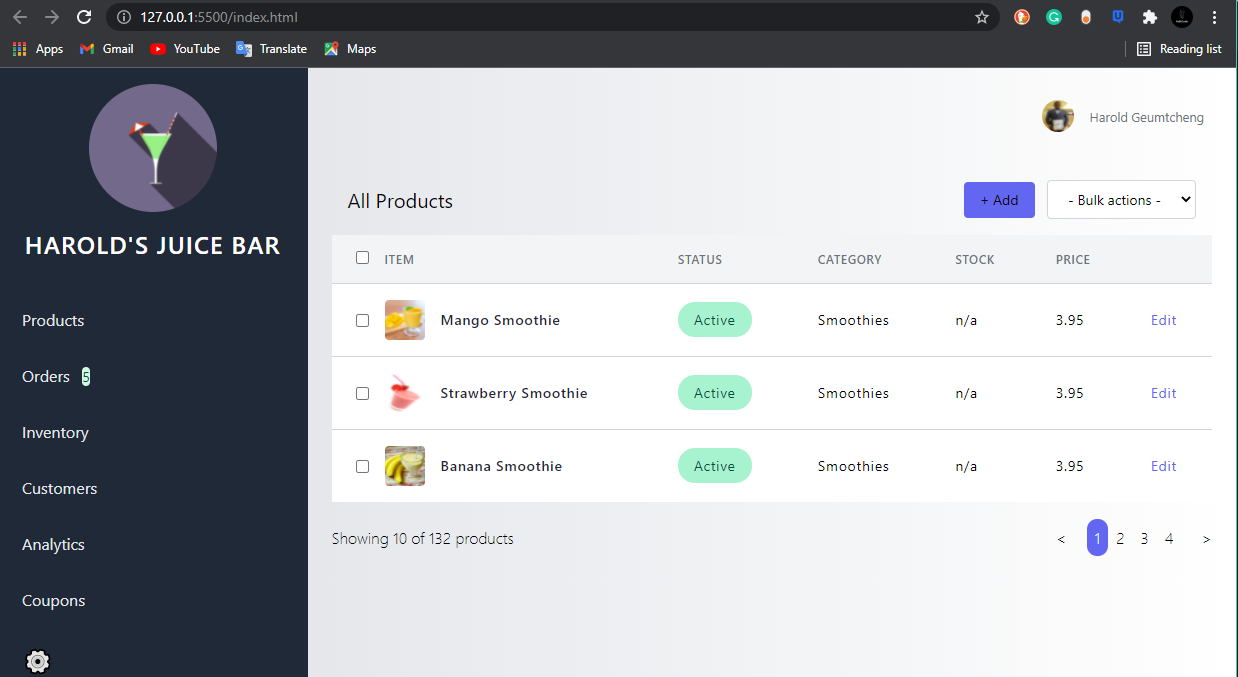 127.0.0.1:5500/index.html
Apps Gmail YouTube Translate Maps Reading list
HAROLD'S JUICE BAR
Products
Orders 5
Inventory
Customers
Analytics
Coupons
Harold Geumtcheng
All Products + Add - Bulk actions -
ITEM STATUS CATEGORY STOCK PRICE
Mango Smoothie Active Smoothies n/a 3.95 Edit
Strawberry Smoothie Active Smoothies n/a 3.95 Edit
Banana Smoothie Active Smoothies n/a 3.95 Edit
Showing 10 of 132 products < 1 2 3 4 >